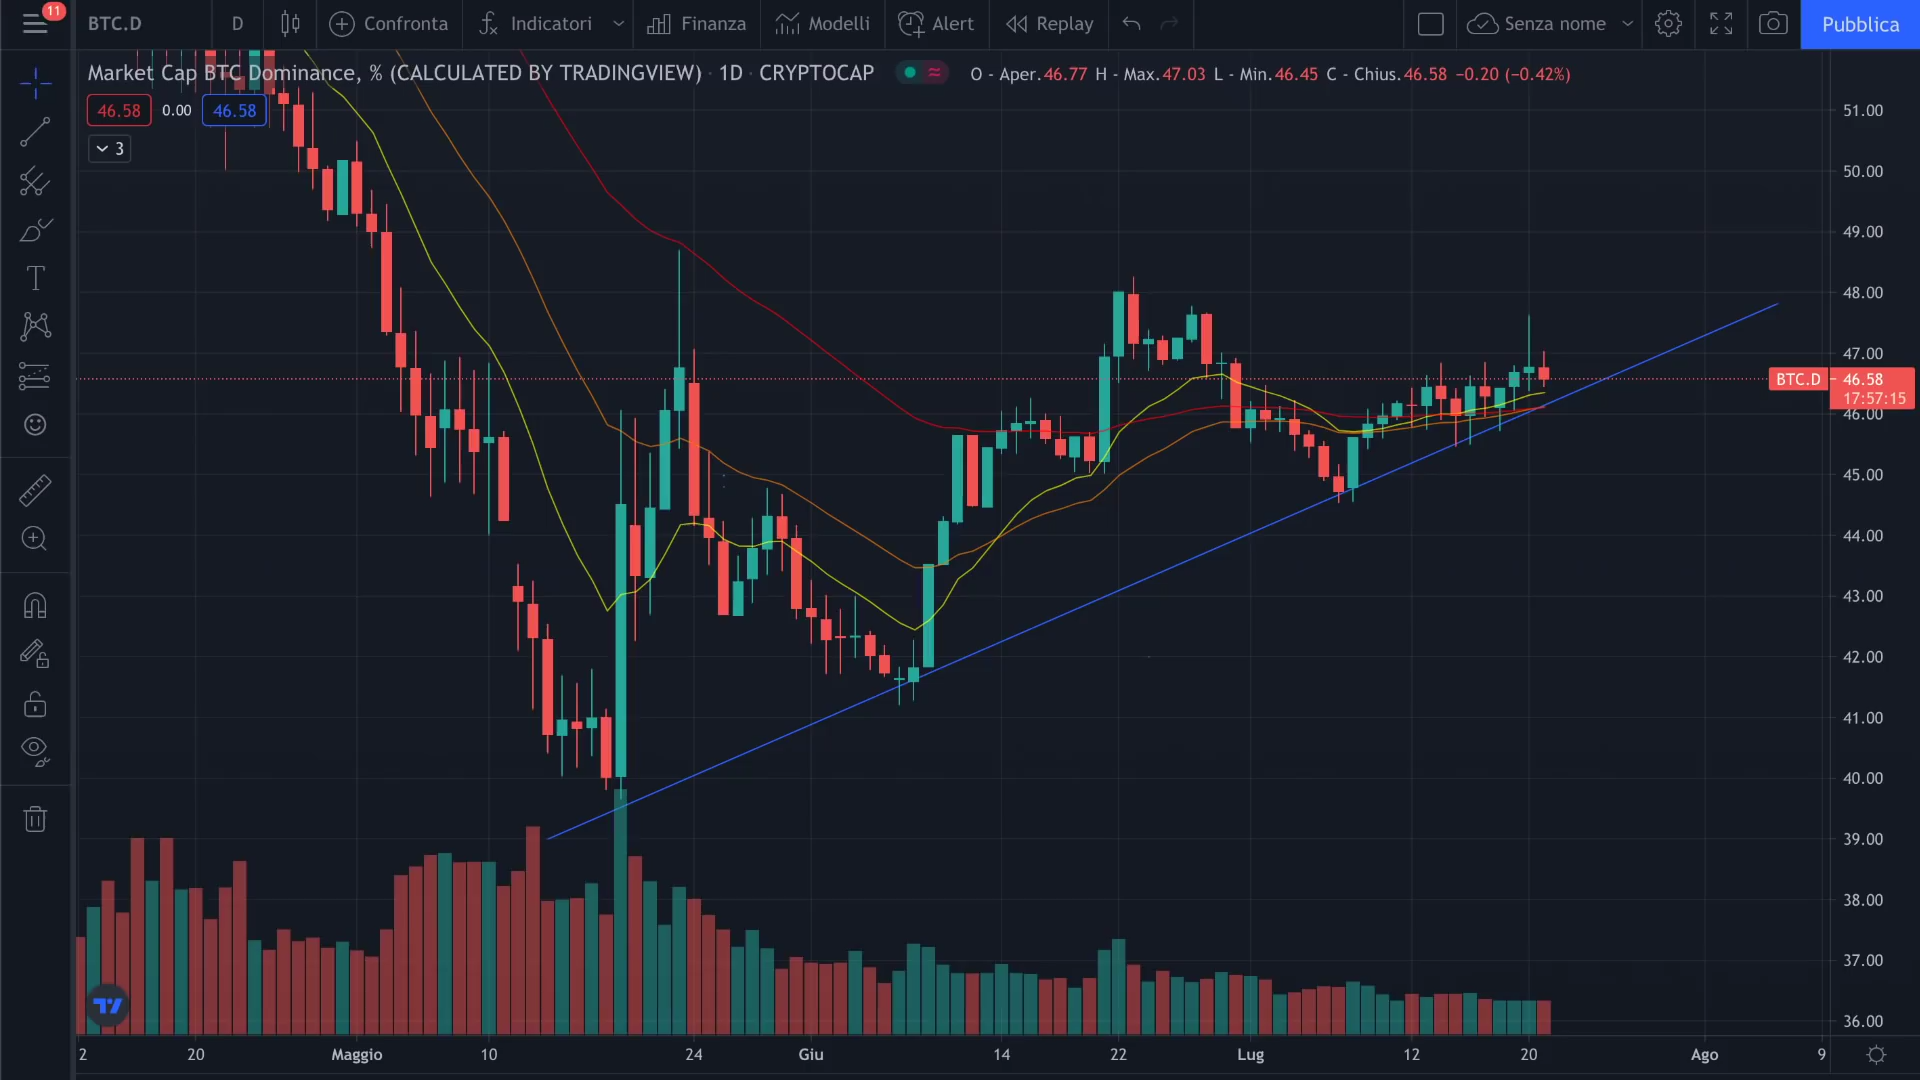 11
BTC.D
D
Confronta
Indicatori
Finanza
Modelli
Alert
Replay
Senza nome
Pubblica
Market Cap BTC Dominance, % (CALCULATED BY TRADINGVIEW) · 1D · CRYPTOCAP
O - Aper.46.77 H - Max.47.03 L - Min.46.45 C - Chius.46.58 −0.20 (−0.42%)
46.58 0.00 46.58
3
51.00
50.00
49.00
48.00
47.00
BTC.D 46.58
17:57:15
46.00
45.00
44.00
43.00
42.00
41.00
40.00
39.00
38.00
37.00
36.00
2 20 Maggio 10 24 Giu 14 22 Lug 12 20 Ago 9